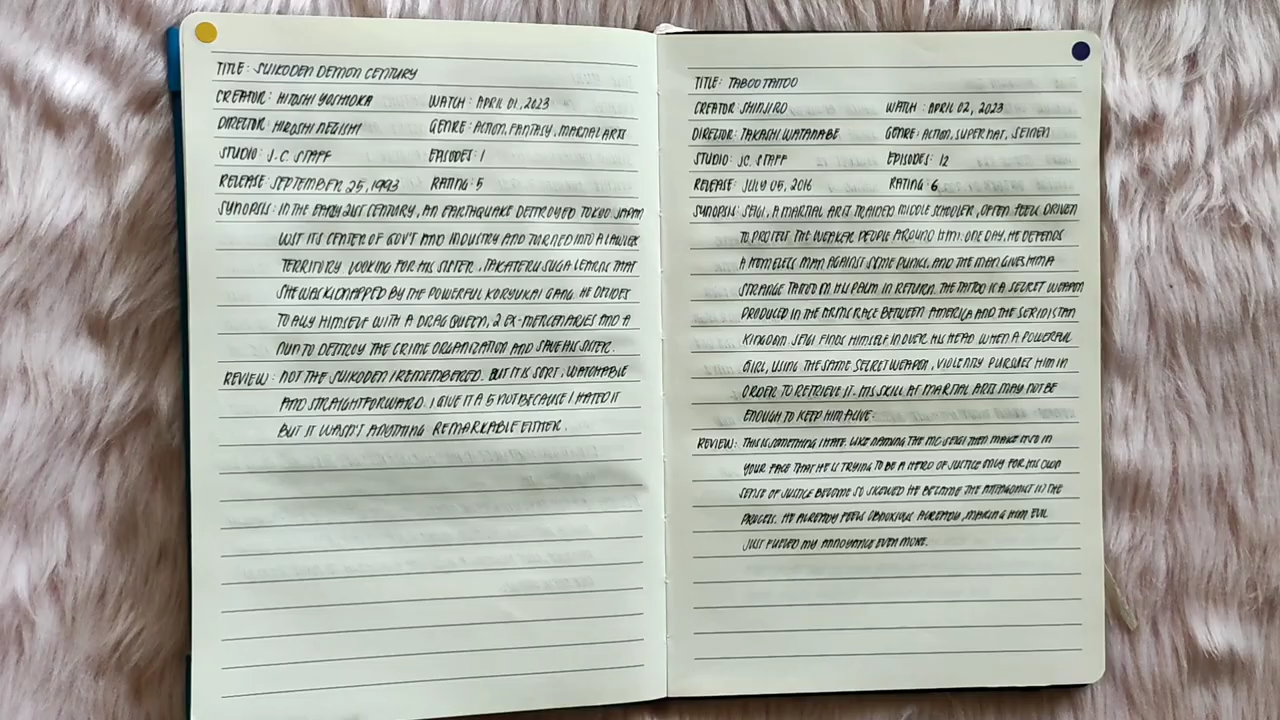 TITLE: SUIKODEN DEMON CENTURY
CREATOR: HITOSHI YOSHIOKA WATCH: APRIL 01, 2023
DIRECTOR: HIROSHI NEGISHI GENRE: ACTION, FANTASY, MARTIAL ARTS
STUDIO: J.C. STAFF EPISODES: 1
RELEASE: SEPTEMBER 25, 1993 RATING: 5
SYNOPSIS: IN THE EARLY 21ST CENTURY, AN EARTHQUAKE DETROYED TOKYO. JAPAN
LOST ITS CENTER OF GOV'T AND INDUSTRY AND TURNED INTO A LAWLESS
TERRITORY. LOOKING FOR HIS SISTER, TAKATERU SUGA LEARNS THAT
SHE WAS KIDNAPPED BY THE POWERFUL KORYUKAI GANG. HE DECIDES
TO ALLY HIMSELF WITH A DRAG QUEEN, 2 EX-MERCENARIES AND A
NUN TO DESTROY THE CRIME ORGANIZATION AND SAVE HIS SISTER.
REVIEW: NOT THE SUIKODEN I REMEMBERED. BUT IT IS SORT, WATCHABLE
AND STRAIGHTFORWARD. I GIVE IT A 5 NOT BECAUSE I HATED IT
BUT IT WASN'T ANYTHING REMARKABLE EITHER.
TITLE: TABOO TATOO
CREATOR SHINJIRO WATCH: APRIL 02, 2023
DIRECTOR: TAKASHI WATANABE GENRE: ACTION, SUPERNAT, SEINEN
STUDIO: JC. STAFF EPISODES: 12
RELEASE: JULY 05, 2016 RATING: 6
SYNOPSIS: SEIGI, A MARTIAL ARTS TRAINED MIDDLE SCHOOLER, OFTEN FEELS DRIVEN
TO PROTECT THE WEAKER PEOPLE AROUND HIM. ONE DAY, HE DEFENDS
A HOMELESS MAN AGAINST SOME PUNKS, AND THE MAN GIVES HIM A
STRANGE TATOO ON HIS PALM IN RETURN. THE TATTOO IS A SECRET WEAPON
PRODUCED IN THE ARMS RACE BETWEEN AMERICA AND THE SERIDISTAN
KINGDOM. SEIGI FINDS HIMSELF IN OVER HIS HEAD WHEN A POWERFUL
GIRL, USING THE SAME SECRET WEAPON, VIOLENTLY PURSUES HIM IN
ORDER TO RETRIEVE IT. HIS SKILL AT MARTIAL ARTS MAY NOT BE
ENOUGH TO KEEP HIM ALIVE.
REVIEW: THIS IS SOMETHING I HATE. LIKE NAMING THE MC SEIGI THEN MAKE IT SO IN
YOUR FACE THAT HE IS TRYING TO BE A HERO OF JUSTICE ONLY FOR HIS OWN
SENSE OF JUSTICE BECOME SO SKEWED HE BECAME THE ANTAGONIST IN THE
PROCESS. HE ALREADY FEELS OBNOXIUS ALREADY, MAKING HIM EVIL
JUST FUELED MY ANNOYANCE EVEN MORE.